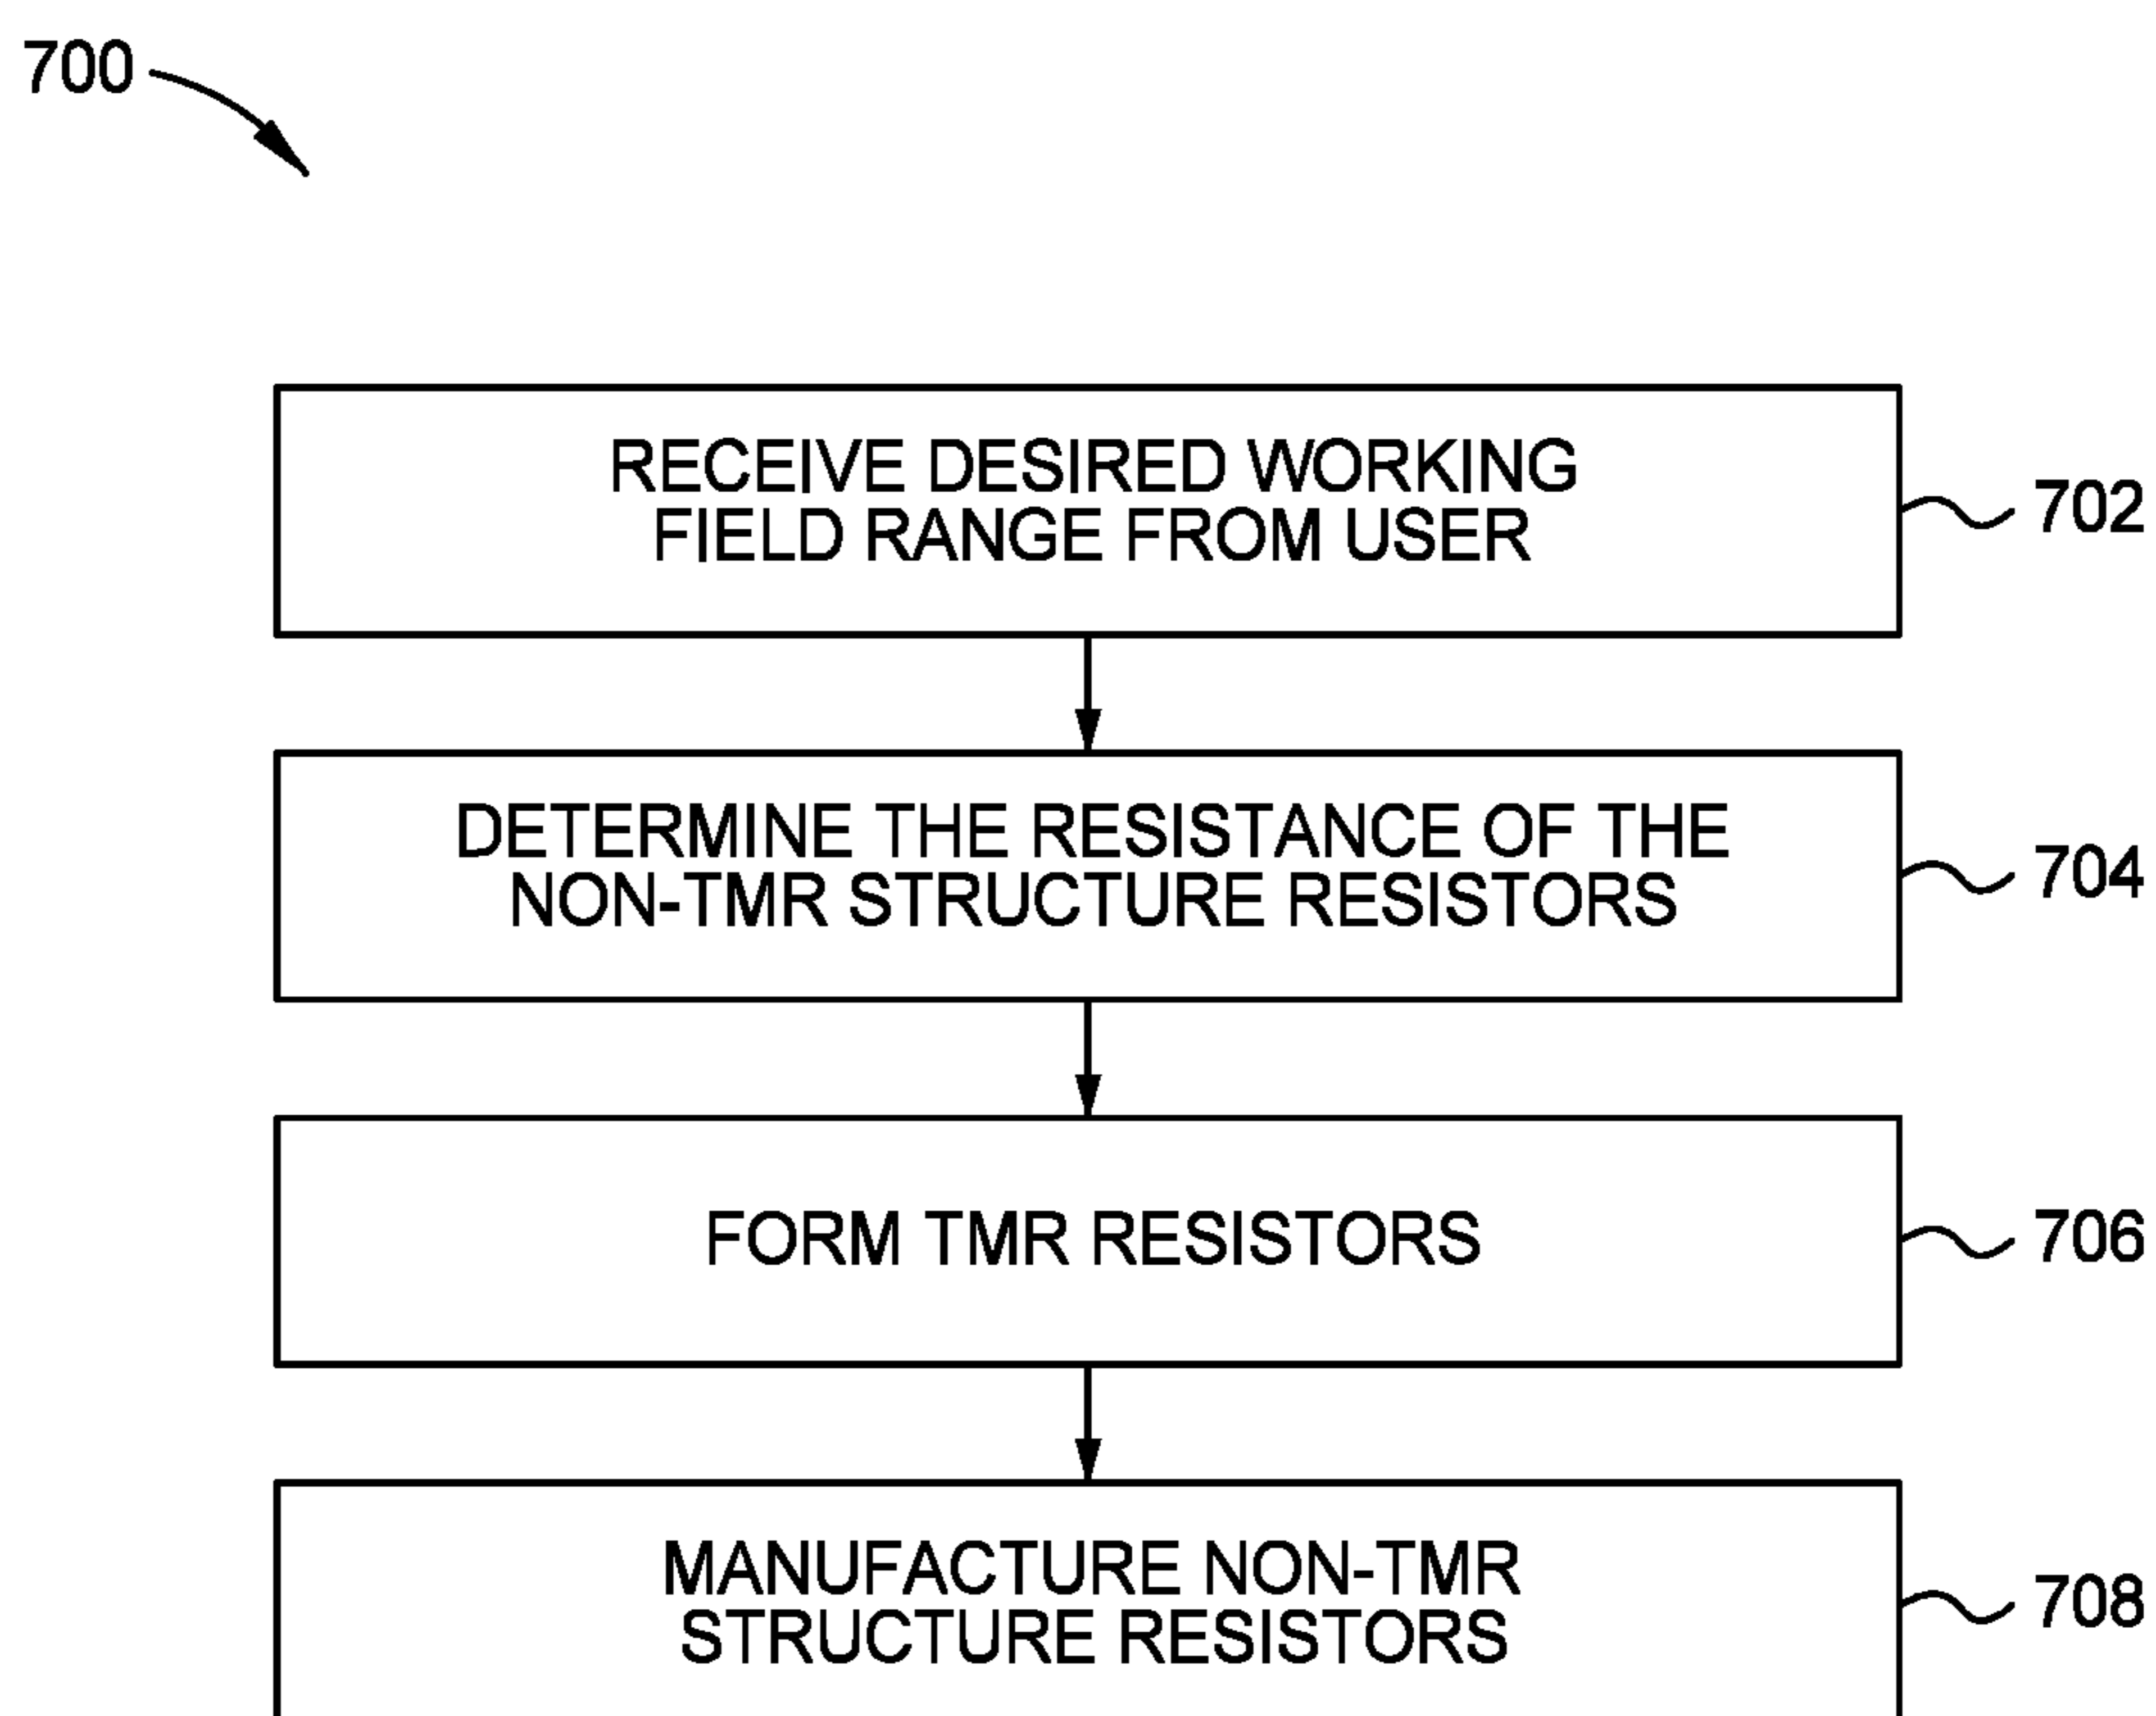 700
RECEIVE DESIRED WORKING
FIELD RANGE FROM USER
702
DETERMINE THE RESISTANCE OF THE
NON-TMR STRUCTURE RESISTORS
704
FORM TMR RESISTORS
706
MANUFACTURE NON-TMR
STRUCTURE RESISTORS
708